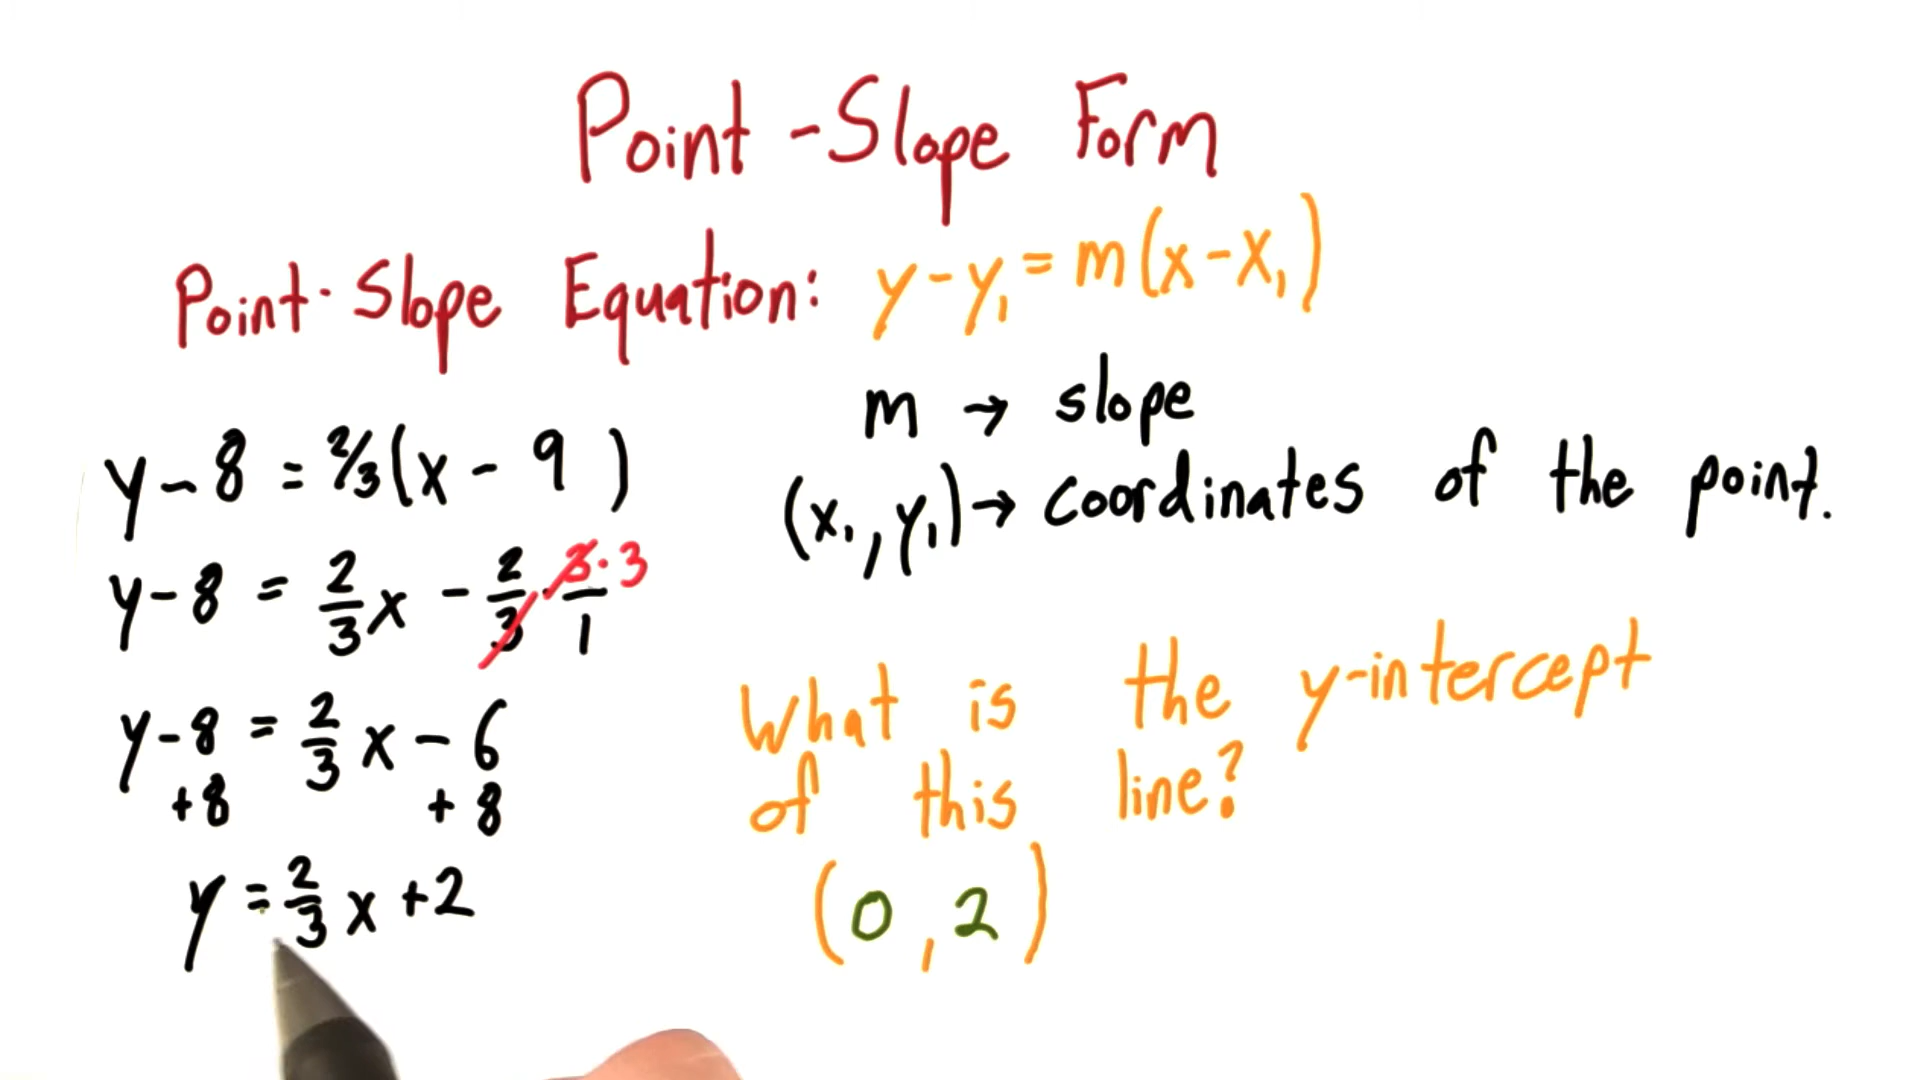 Point-Slope Form
Point-Slope Equation: y-y₁ = m(x-x₁)
m → slope
(x₁, y₁) → coordinates of the point.
y-8 = 2/3(x-9)
y-8 = 2/3 x - 2/3 · 3·3/1
y-8 = 2/3 x - 6
+8 +8
y = 2/3 x + 2
What is the y-intercept
of this line?
(0, 2)